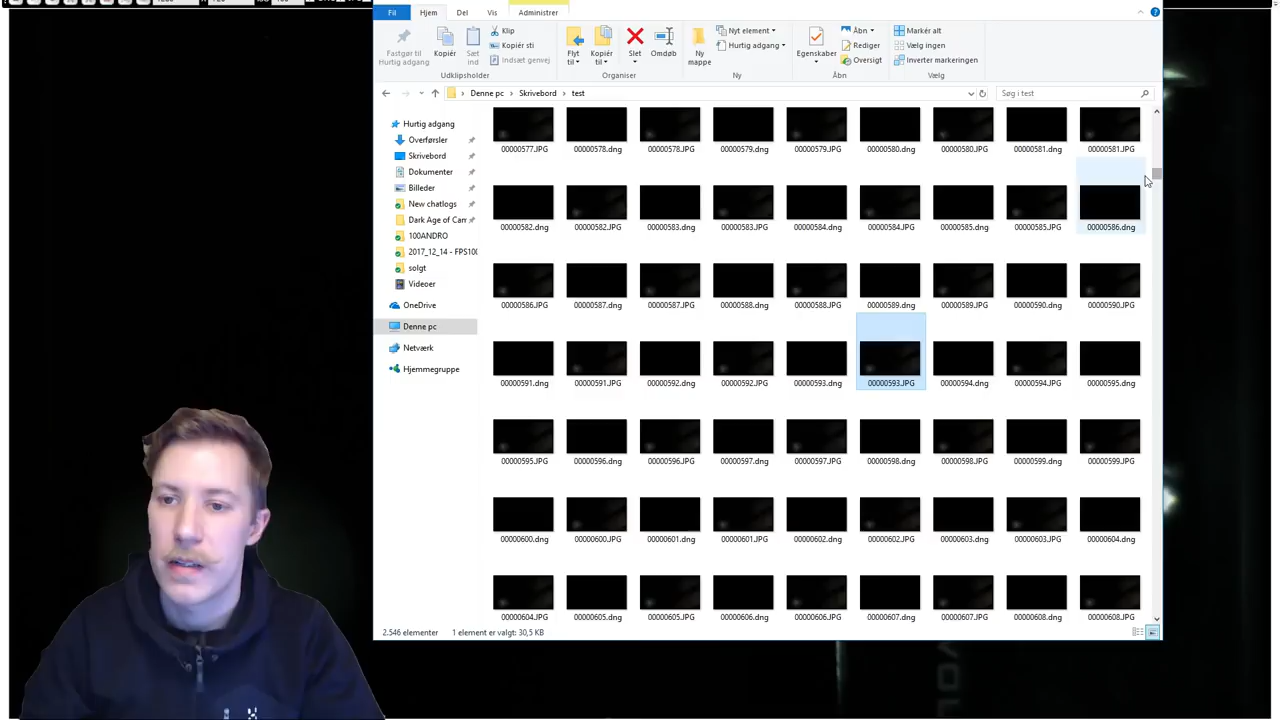 Fil Hjem Del Vis Administrer
Fastgør til
Hurtig adgang
Kopiér
Sæt
ind
Klip
Kopiér sti
Indsæt genvej
Flyt
til
Kopiér
til
Slet
Omdøb
Ny
mappe
Nyt element
Hurtig adgang
Egenskaber
Åbn
Rediger
Oversigt
Markér alt
Vælg ingen
Inverter markeringen
Udklipsholder Organiser Ny Åbn Vælg
Denne pc Skrivebord test
Søg i test
Hurtig adgang
Overførsler
Skrivebord
Dokumenter
Billeder
New chatlogs
Dark Age of Cam
100ANDRO
2017_12_14 - FPS100
solgt
Videoer
OneDrive
Denne pc
Netværk
Hjemmegruppe
00000577.JPG 00000578.dng 00000578.JPG 00000579.dng 00000579.JPG 00000580.dng 00000580.JPG 00000581.dng 00000581.JPG
00000582.dng 00000582.JPG 00000583.dng 00000583.JPG 00000584.dng 00000584.JPG 00000585.dng 00000585.JPG 00000586.dng
00000586.JPG 00000587.dng 00000587.JPG 00000588.dng 00000588.JPG 00000589.dng 00000589.JPG 00000590.dng 00000590.JPG
00000591.dng 00000591.JPG 00000592.dng 00000592.JPG 00000593.dng 00000593.JPG 00000594.dng 00000594.JPG 00000595.dng
00000595.JPG 00000596.dng 00000596.JPG 00000597.dng 00000597.JPG 00000598.dng 00000598.JPG 00000599.dng 00000599.JPG
00000600.dng 00000600.JPG 00000601.dng 00000601.JPG 00000602.dng 00000602.JPG 00000603.dng 00000603.JPG 00000604.dng
00000604.JPG 00000605.dng 00000605.JPG 00000606.dng 00000606.JPG 00000607.dng 00000607.JPG 00000608.dng 00000608.JPG
2.546 elementer 1 element er valgt: 30,5 KB